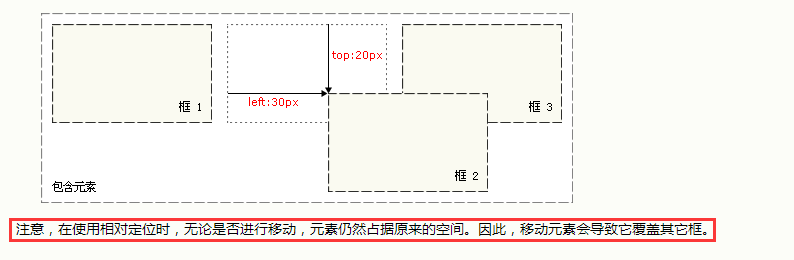 top:20px
框 1
left:30px
框 3
框 2
包含元素
注意，在使用相对定位时，无论是否进行移动，元素仍然占据原来的空间。因此，移动元素会导致它覆盖其它框。